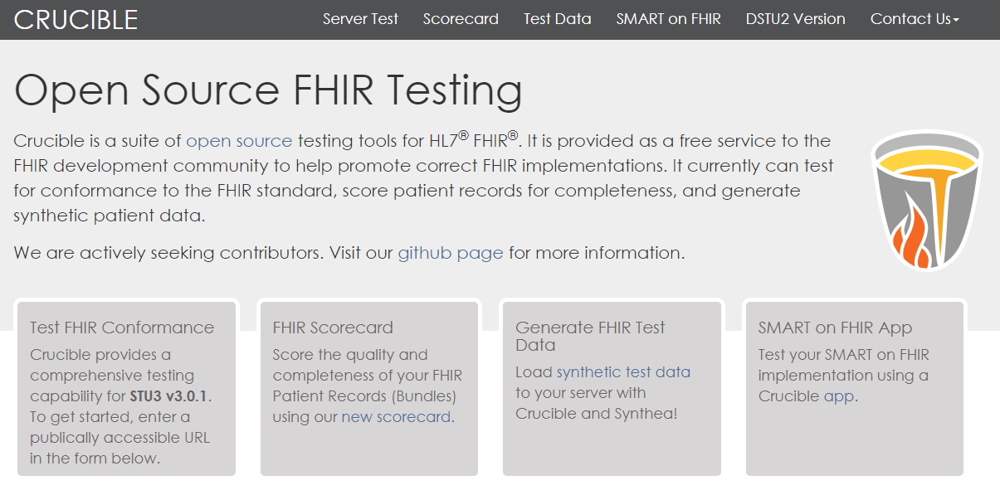 CRUCIBLE
Server Test
Scorecard
Test Data
SMART on FHIR
DSTU2 Version
Contact Us
Open Source FHIR Testing
Crucible is a suite of open source testing tools for HL7® FHIR®. It is provided as a free service to the
FHIR development community to help promote correct FHIR implementations. It currently can test
for conformance to the FHIR standard, score patient records for completeness, and generate
synthetic patient data.
We are actively seeking contributors. Visit our github page for more information.
Test FHIR Conformance
Crucible provides a
comprehensive testing
capability for STU3 v3.0.1.
To get started, enter a
publically accessible URL
in the form below.
FHIR Scorecard
Score the quality and
completeness of your FHIR
Patient Records (Bundles)
using our new scorecard.
Generate FHIR Test
Data
Load synthetic test data
to your server with
Crucible and Synthea!
SMART on FHIR App
Test your SMART on FHIR
implementation using a
Crucible app.